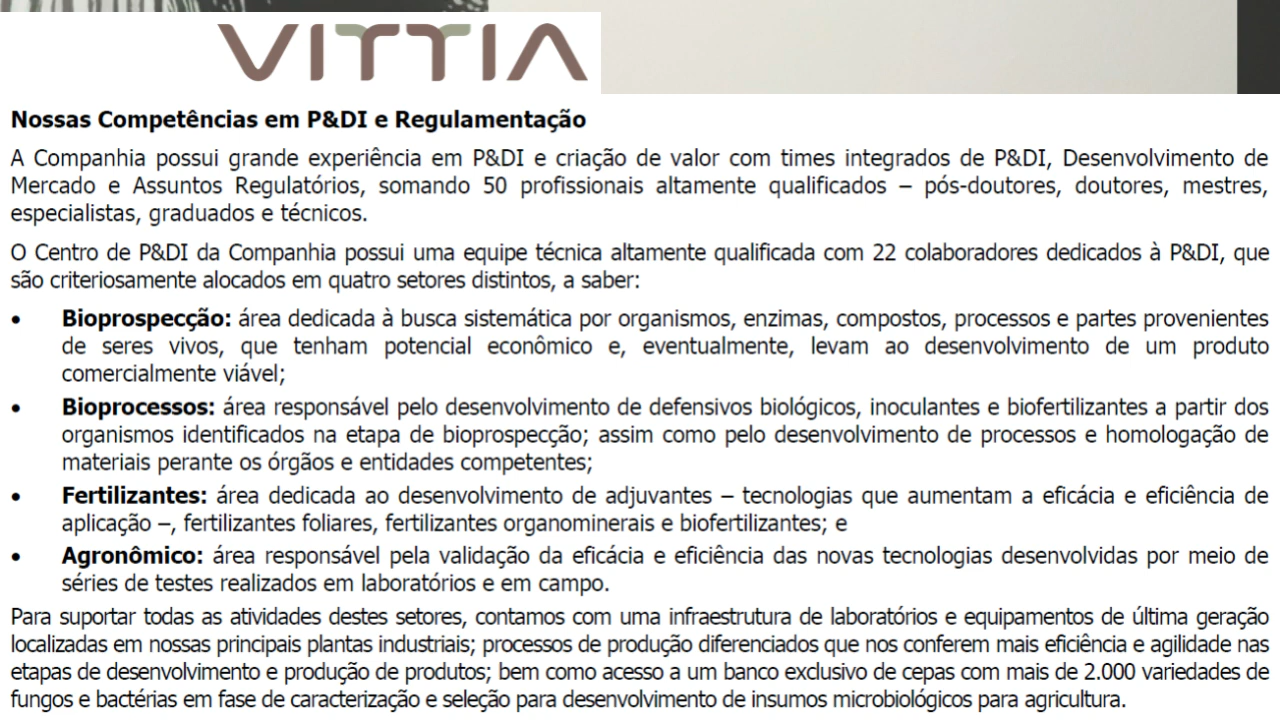 VITTIA
Nossas Competências em P&DI e Regulamentação
A Companhia possui grande experiência em P&DI e criação de valor com times integrados de P&DI, Desenvolvimento de
Mercado e Assuntos Regulatórios, somando 50 profissionais altamente qualificados – pós-doutores, doutores, mestres,
especialistas, graduados e técnicos.
O Centro de P&DI da Companhia possui uma equipe técnica altamente qualificada com 22 colaboradores dedicados à P&DI, que
são criteriosamente alocados em quatro setores distintos, a saber:
• Bioprospecção: área dedicada à busca sistemática por organismos, enzimas, compostos, processos e partes provenientes
de seres vivos, que tenham potencial econômico e, eventualmente, levam ao desenvolvimento de um produto
comercialmente viável;
• Bioprocessos: área responsável pelo desenvolvimento de defensivos biológicos, inoculantes e biofertilizantes a partir dos
organismos identificados na etapa de bioprospecção; assim como pelo desenvolvimento de processos e homologação de
materiais perante os órgãos e entidades competentes;
• Fertilizantes: área dedicada ao desenvolvimento de adjuvantes – tecnologias que aumentam a eficácia e eficiência de
aplicação –, fertilizantes foliares, fertilizantes organominerais e biofertilizantes; e
• Agronômico: área responsável pela validação da eficácia e eficiência das novas tecnologias desenvolvidas por meio de
séries de testes realizados em laboratórios e em campo.
Para suportar todas as atividades destes setores, contamos com uma infraestrutura de laboratórios e equipamentos de última geração
localizadas em nossas principais plantas industriais; processos de produção diferenciados que nos conferem mais eficiência e agilidade nas
etapas de desenvolvimento e produção de produtos; bem como acesso a um banco exclusivo de cepas com mais de 2.000 variedades de
fungos e bactérias em fase de caracterização e seleção para desenvolvimento de insumos microbiológicos para agricultura.